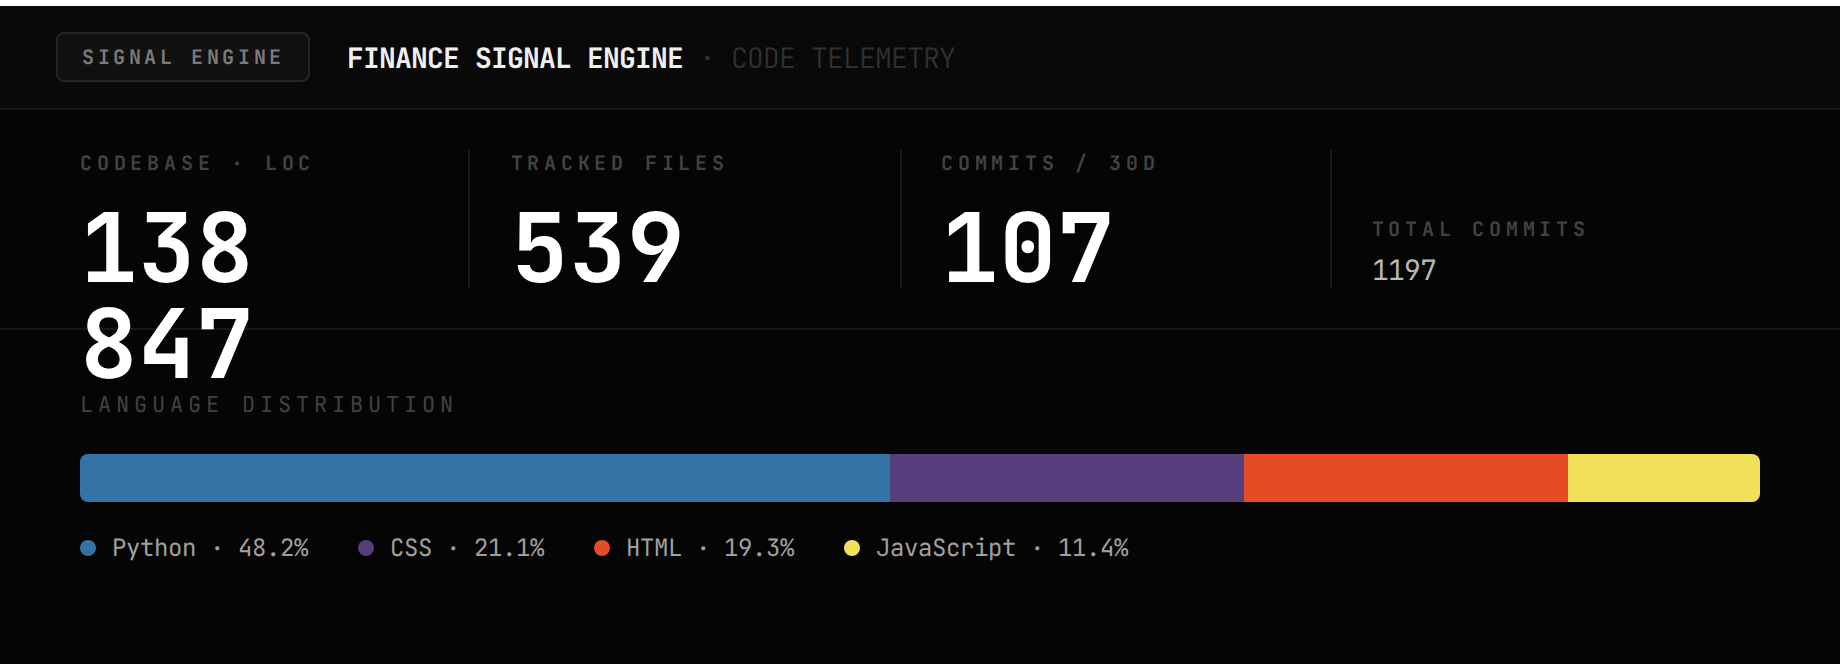 SIGNAL ENGINE
FINANCE SIGNAL ENGINE · CODE TELEMETRY
CODEBASE · LOC
138
847
TRACKED FILES
539
COMMITS / 30D
107
TOTAL COMMITS
1197
LANGUAGE DISTRIBUTION
Python · 48.2% CSS · 21.1% HTML · 19.3% JavaScript · 11.4%